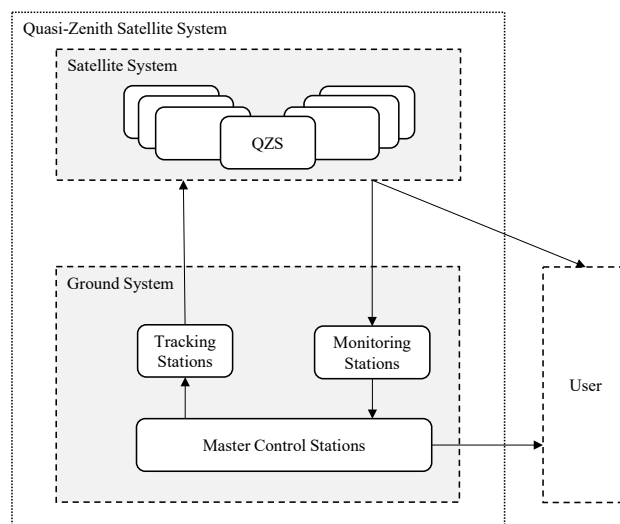 Quasi-Zenith Satellite System
Satellite System
QZS
Ground System
Tracking
Stations
Monitoring
Stations
User
Master Control Stations